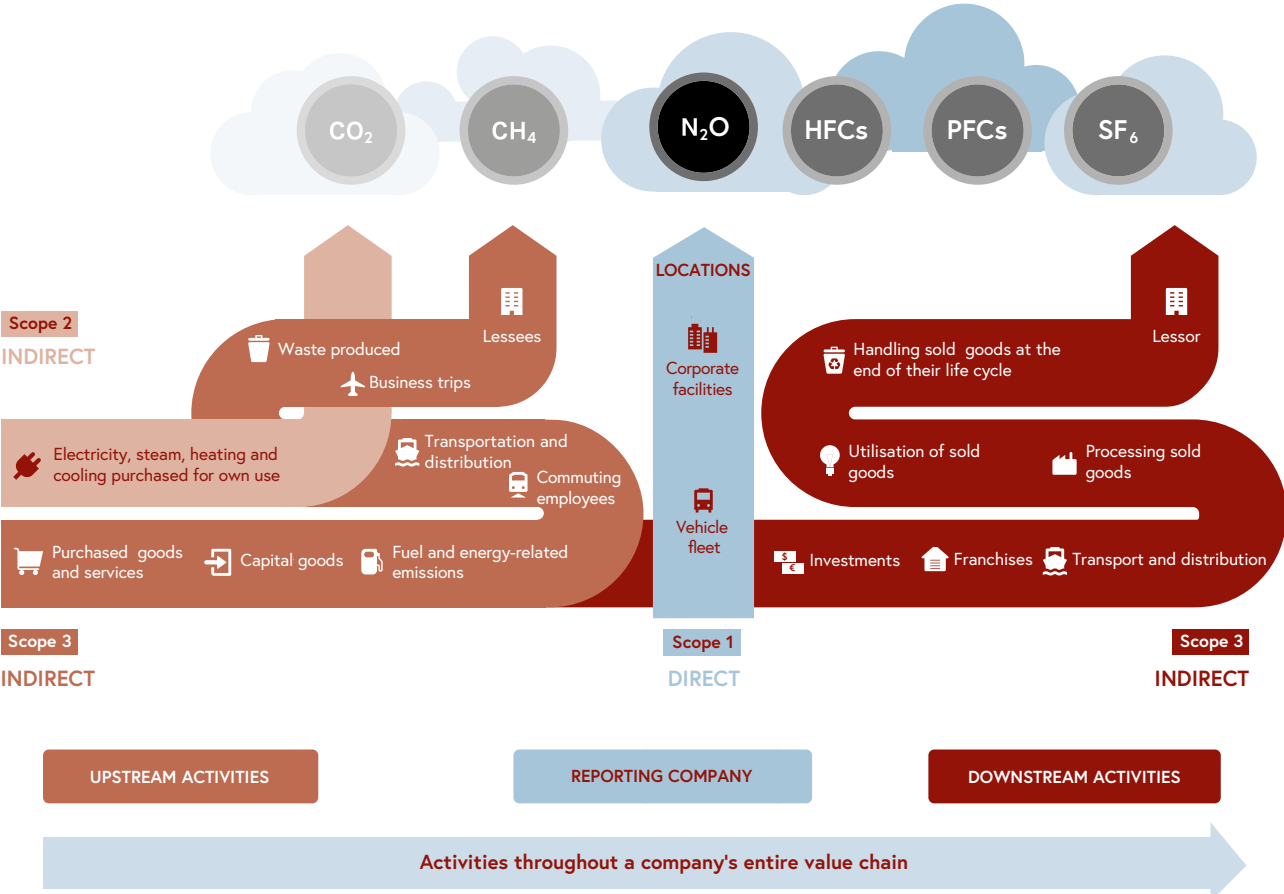 CO₂
CH₄
N₂O
HFCs
PFCs
SF₆
Scope 2
INDIRECT
Waste produced
Business trips
Lessees
Electricity, steam, heating and
cooling purchased for own use
Transportation and
distribution
Commuting
employees
Purchased goods
and services
Capital goods
Fuel and energy-related
emissions
Scope 3
INDIRECT
LOCATIONS
Corporate
facilities
Vehicle
fleet
Scope 1
DIRECT
Lessor
Handling sold goods at the
end of their life cycle
Utilisation of sold
goods
Processing sold
goods
$
€
Investments
Franchises
Transport and distribution
Scope 3
INDIRECT
UPSTREAM ACTIVITIES
REPORTING COMPANY
DOWNSTREAM ACTIVITIES
Activities throughout a company's entire value chain